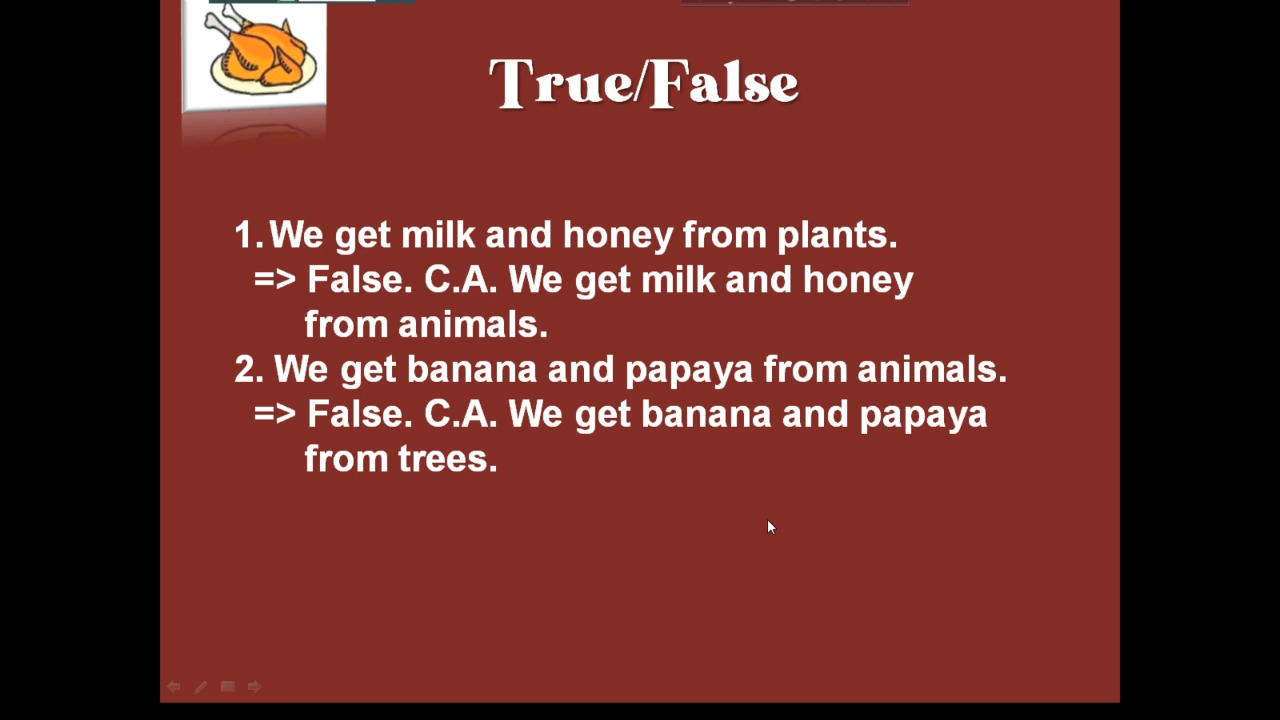 True/False
1. We get milk and honey from plants.
=> False. C.A. We get milk and honey
from animals.
2. We get banana and papaya from animals.
=> False. C.A. We get banana and papaya
from trees.